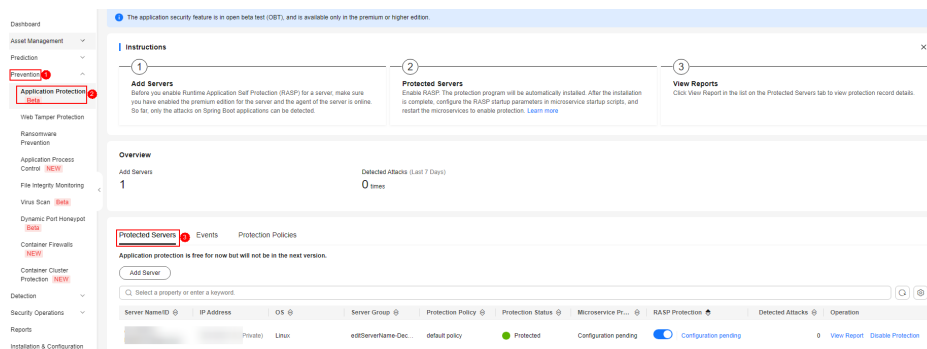 The application security feature is in open beta test (OBT), and is available only in the premium or higher edition.
Dashboard
Asset Management
Prediction
Prevention 1
Application Protection 2
Beta
Web Tamper Protection
Ransomware
Prevention
Application Process
Control NEW
File Integrity Monitoring
Virus Scan Beta
Dynamic Port Honeypot
Beta
Container Firewalls
NEW
Container Cluster
Protection NEW
Detection
Security Operations
Reports
Installation & Configuration
Instructions
1
Add Servers
Before you enable Runtime Application Self Protection (RASP) for a server, make sure
you have enabled the premium edition for the server and the agent of the server is online.
So far, only the attacks on Spring Boot applications can be detected.
2
Protected Servers
Enable RASP. The protection program will be automatically installed. After the installation
is complete, configure the RASP startup parameters in microservice startup scripts, and
restart the microservices to enable protection. Learn more
3
View Reports
Click View Report in the list on the Protected Servers tab to view protection record details.
Overview
Add Servers
1
Detected Attacks (Last 7 Days)
0 times
Protected Servers 3 Events Protection Policies
Application protection is free for now but will not be in the next version.
Add Server
Select a property or enter a keyword.
Server Name/ID IP Address OS Server Group Protection Policy Protection Status Microservice Pr... RASP Protection Detected Attacks Operation
Private) Linux editServerName-Dec... default policy Protected Configuration pending Configuration pending 0 View Report Disable Protection